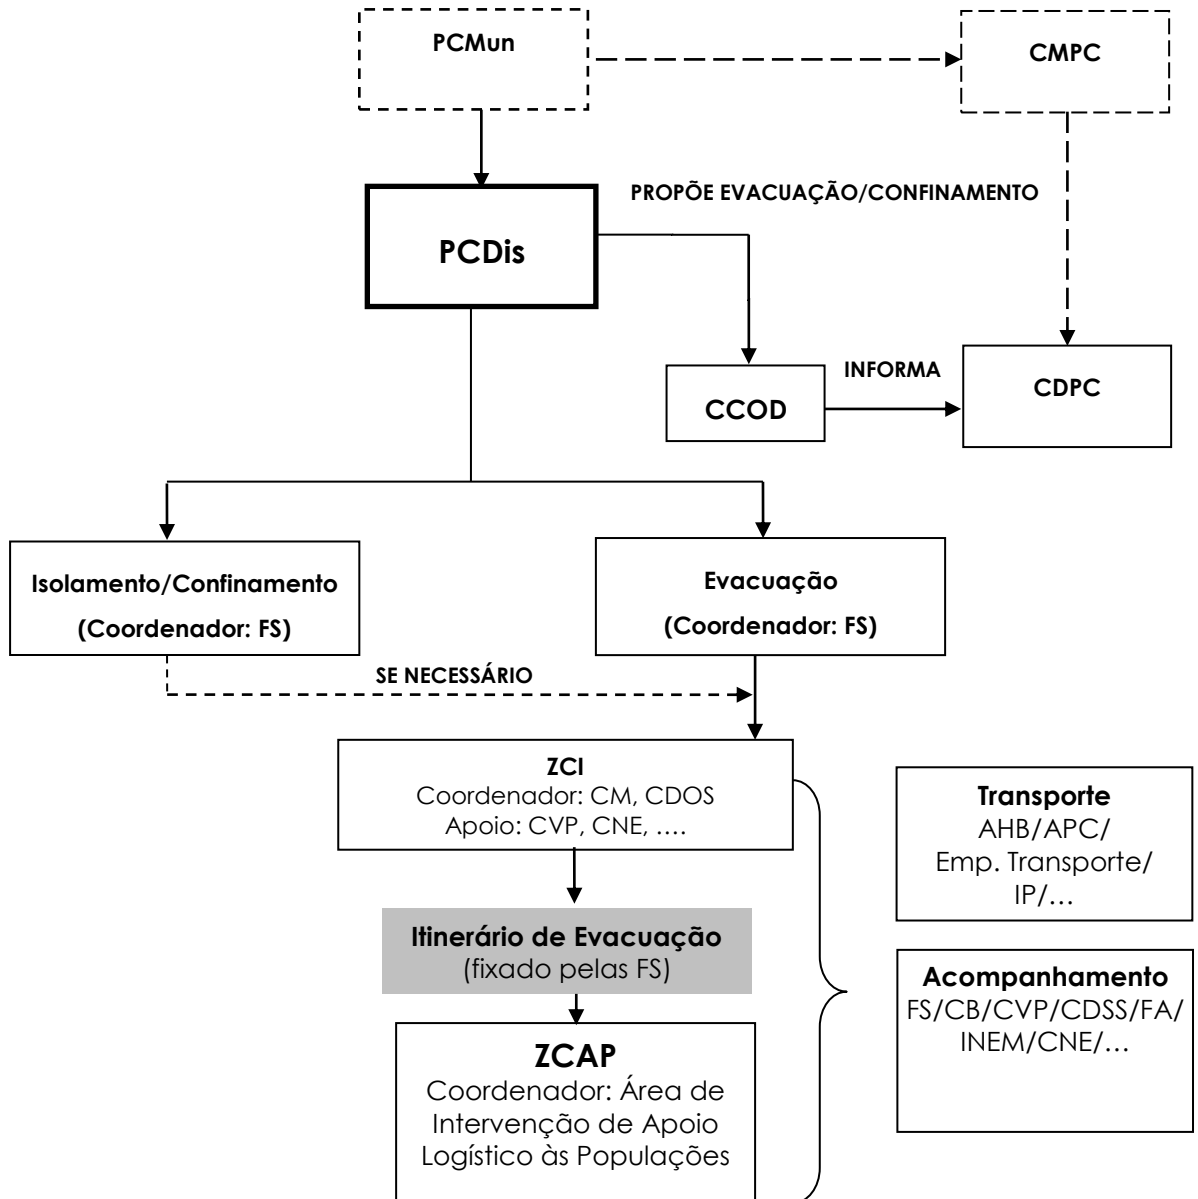 PCMun
CMPC
PROPÕE EVACUAÇÃO/CONFINAMENTO
PCDis
INFORMA
CCOD
CDPC
Isolamento/Confinamento
(Coordenador: FS)
Evacuação
(Coordenador: FS)
SE NECESSÁRIO
ZCI
Coordenador: CM, CDOS
Apoio: CVP, CNE, ….
Itinerário de Evacuação
(fixado pelas FS)
ZCAP
Coordenador: Área de
Intervenção de Apoio
Logístico às Populações
Transporte
AHB/APC/
Emp. Transporte/
IP/…
Acompanhamento
FS/CB/CVP/CDSS/FA/
INEM/CNE/…